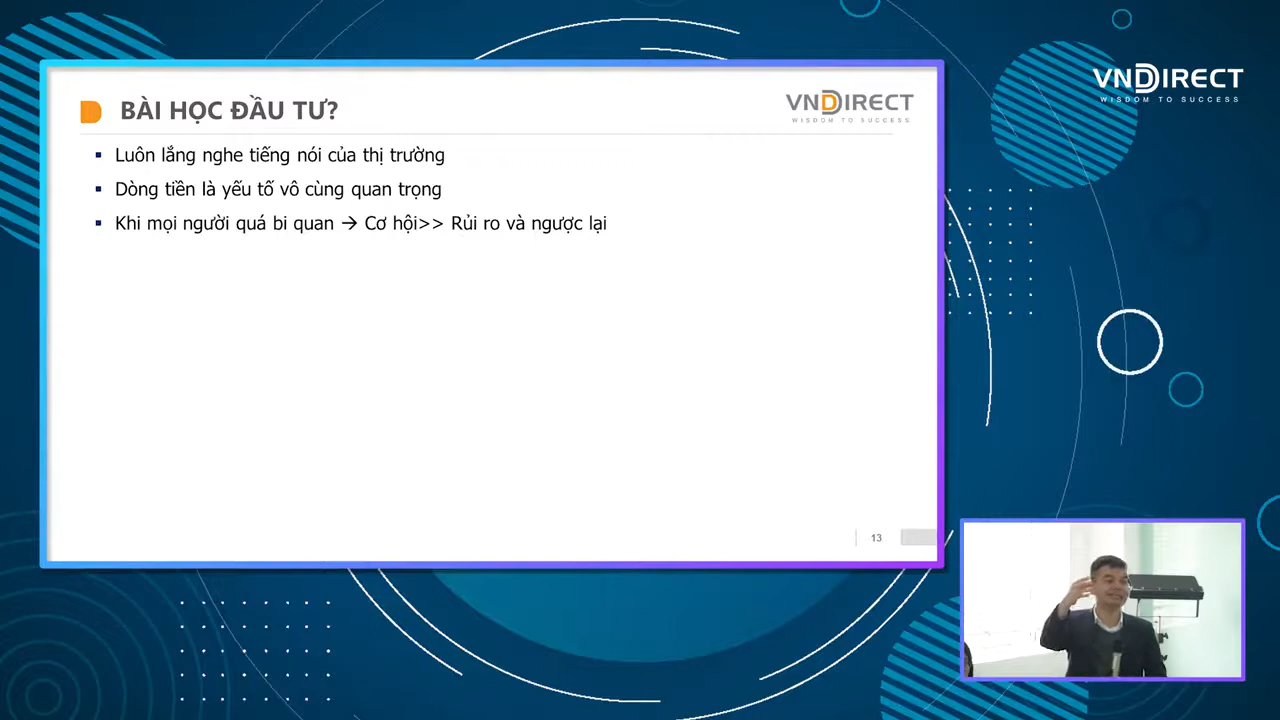 BÀI HỌC ĐẦU TƯ?
VNDIRECT
WISDOM TO SUCCESS
Luôn lắng nghe tiếng nói của thị trường
Dòng tiền là yếu tố vô cùng quan trọng
Khi mọi người quá bi quan → Cơ hội>> Rủi ro và ngược lại
13
VNDIRECT
WISDOM TO SUCCESS